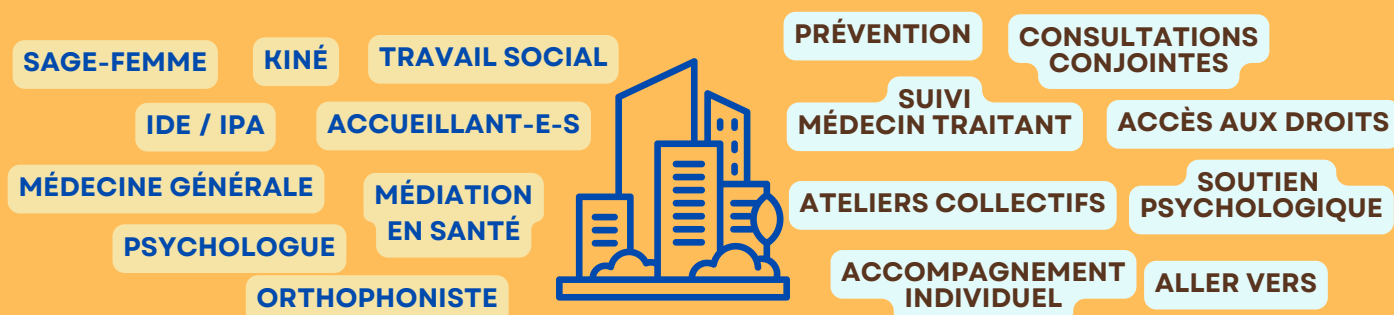 SAGE-FEMME
KINÉ
TRAVAIL SOCIAL
IDE / IPA
ACCUEILLANT-E-S
MÉDECINE GÉNÉRALE
MÉDIATION
EN SANTÉ
PSYCHOLOGUE
ORTHOPHONISTE
PRÉVENTION
CONSULTATIONS
CONJOINTES
SUIVI
MÉDECIN TRAITANT
ACCÈS AUX DROITS
ATELIERS COLLECTIFS
SOUTIEN
PSYCHOLOGIQUE
ACCOMPAGNEMENT
INDIVIDUEL
ALLER VERS